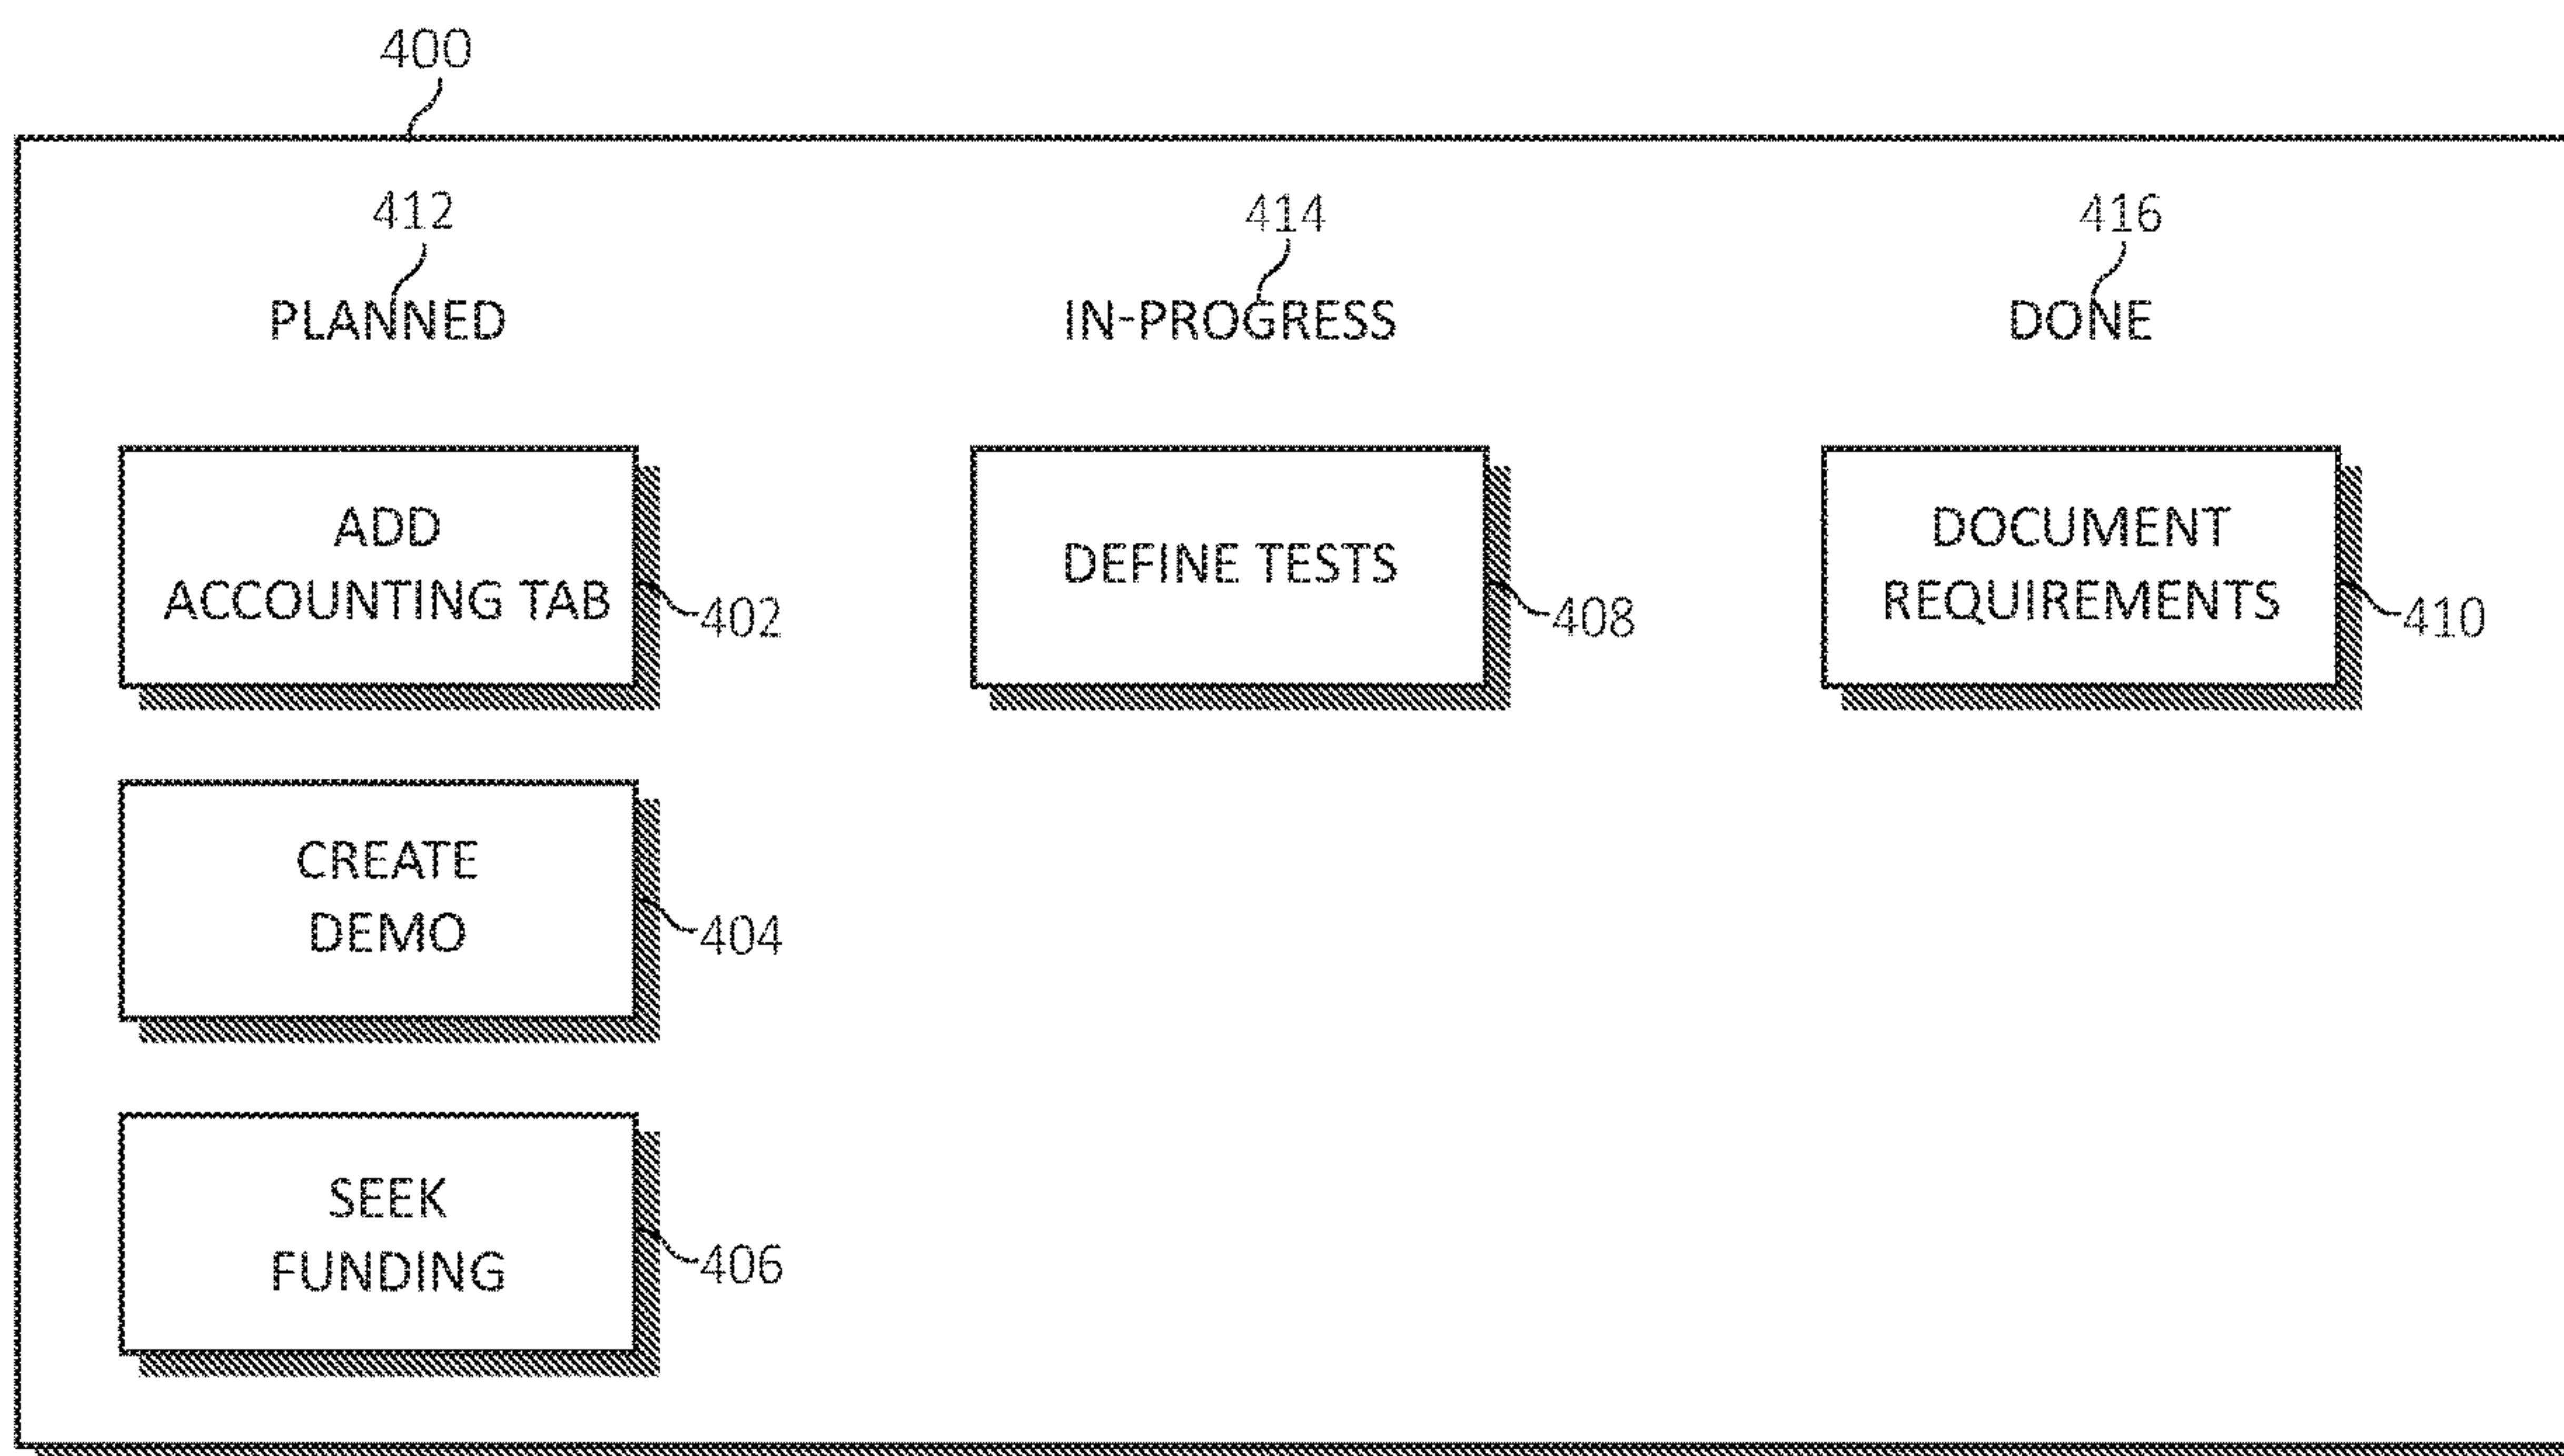 400
412
414
416
PLANNED
IN-PROGRESS
DONE
ADD
ACCOUNTING TAB
402
DEFINE TESTS
408
DOCUMENT
REQUIREMENTS
410
CREATE
DEMO
404
SEEK
FUNDING
406